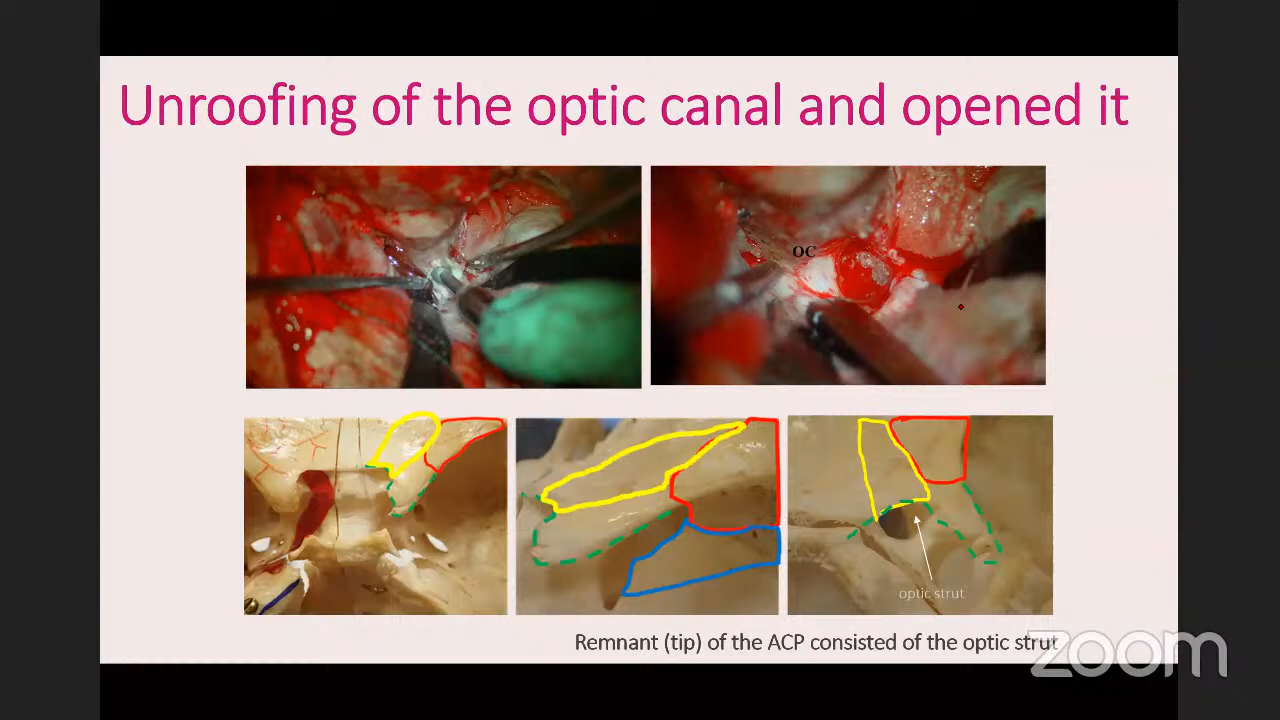 Unroofing of the optic canal and opened it
OC
optic strut
Remnant (tip) of the ACP consisted of the optic strut
zoom